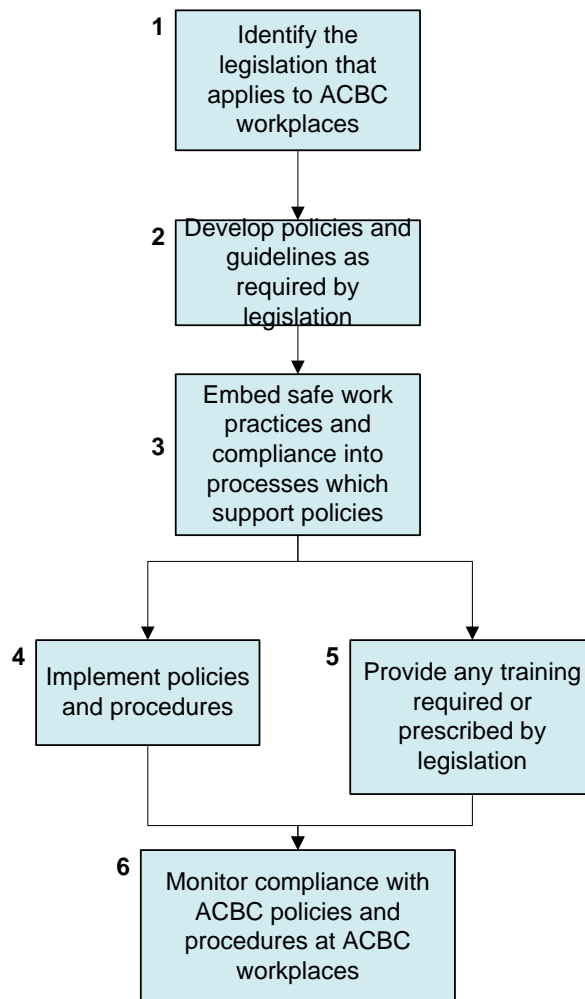 1
Identify the
legislation that
applies to ACBC
workplaces
2
Develop policies and
guidelines as
required by
legislation
3
Embed safe work
practices and
compliance into
processes which
support policies
4
Implement policies
and procedures
5
Provide any training
required or
prescribed by
legislation
6
Monitor compliance with
ACBC policies and
procedures at ACBC
workplaces